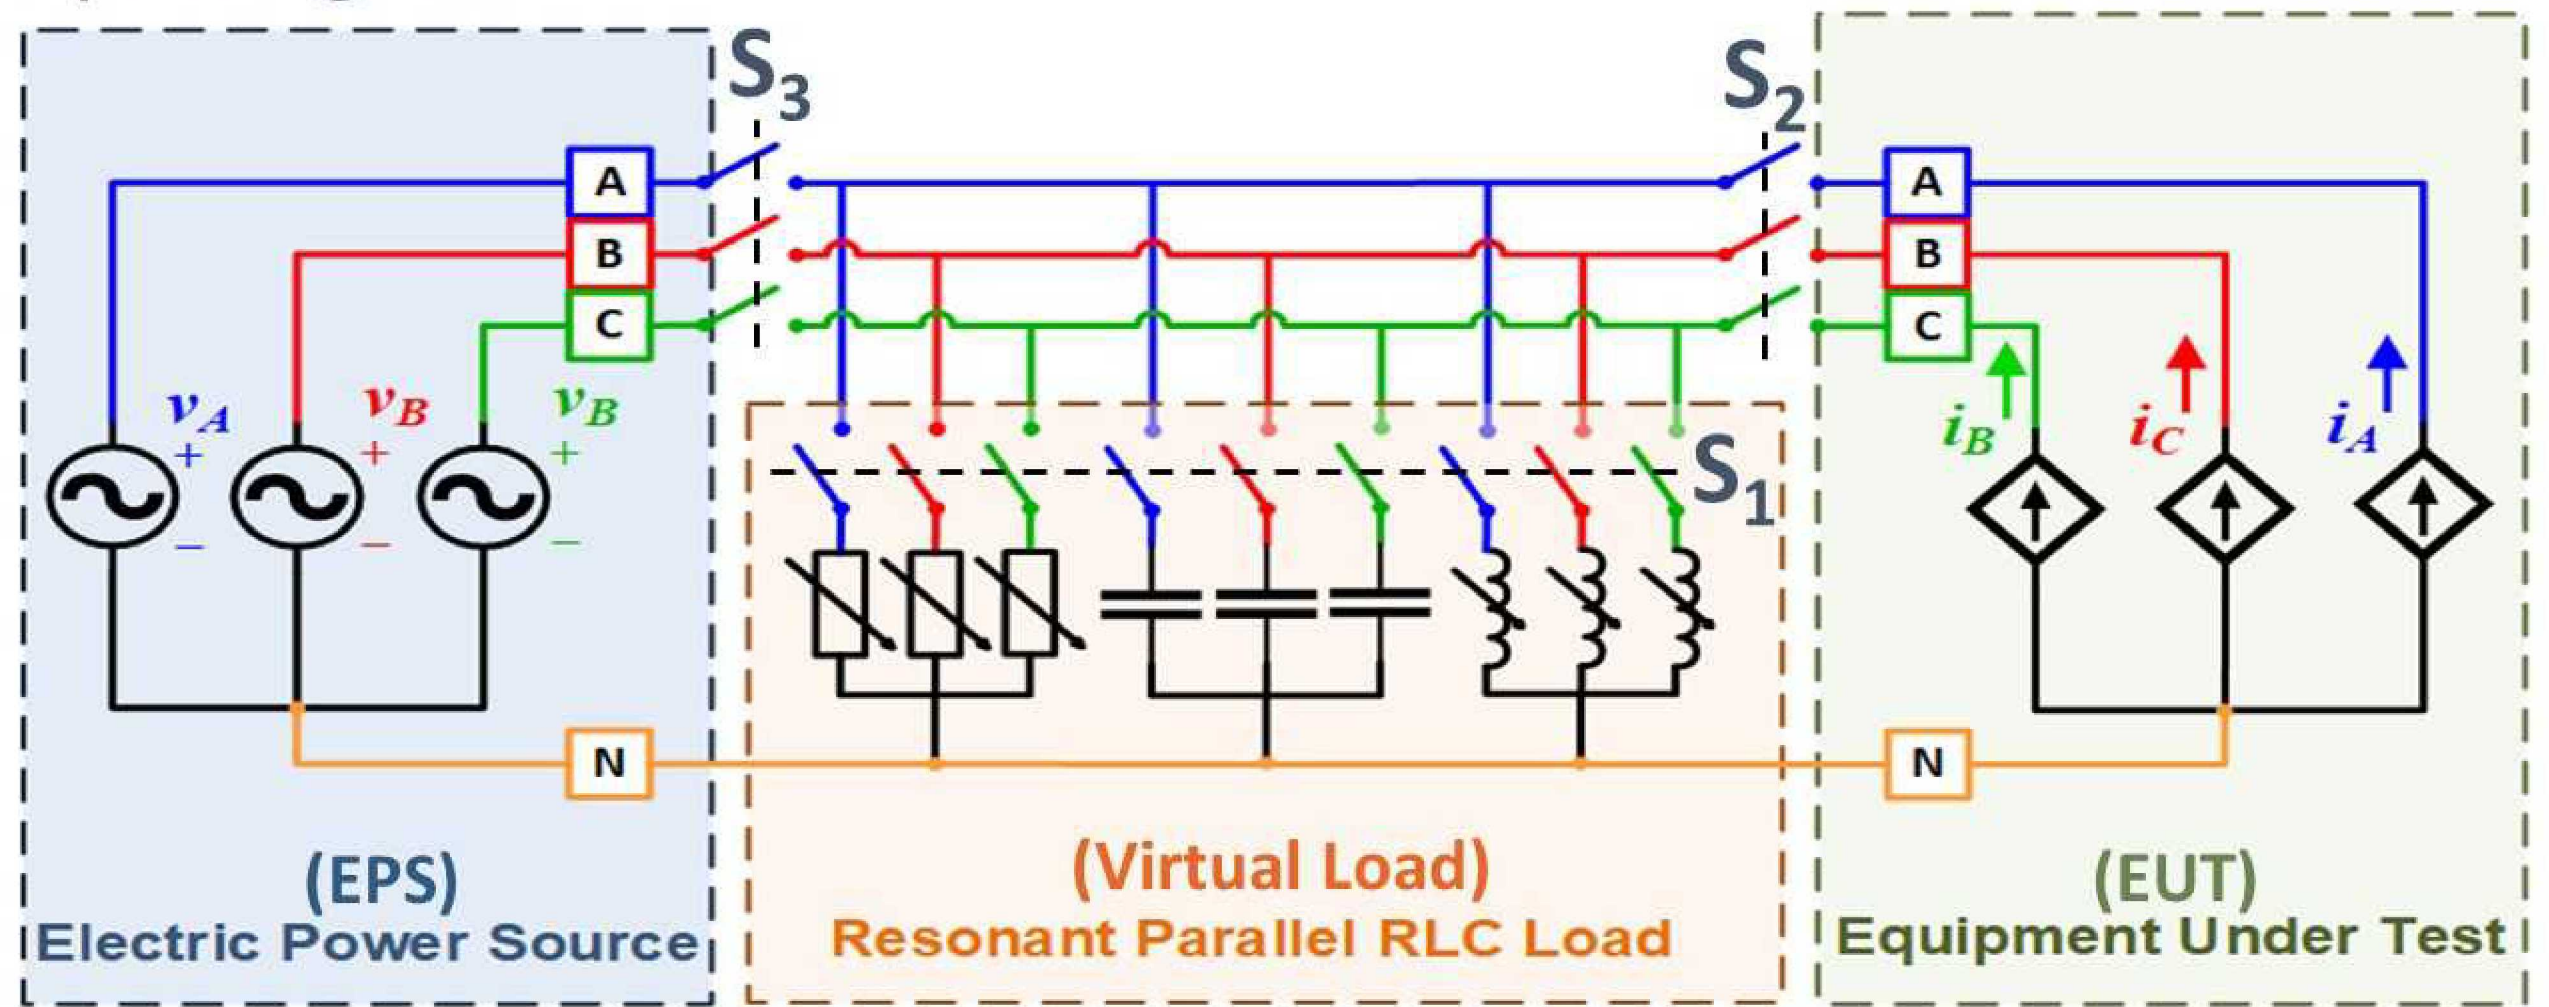 S3
S2
A
A
B
B
C
C
vA
+
−
vB
+
−
vB
+
−
iB
iC
iA
S1
N
N
(EPS)
Electric Power Source
(Virtual Load)
Resonant Parallel RLC Load
(EUT)
Equipment Under Test